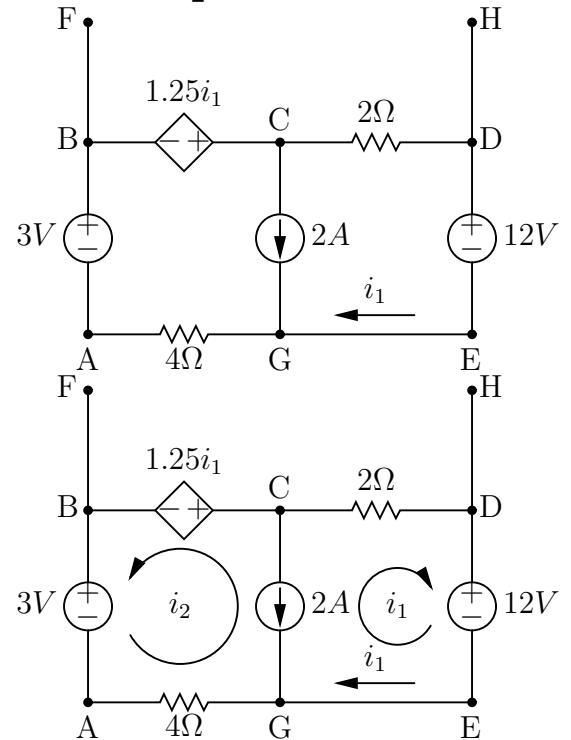 F H
1.25i₁
2Ω
B C D
− +
3V + − 2A + − 12V
i₁
A 4Ω G E
F H
1.25i₁
2Ω
B C D
− +
3V + − i₂ 2A i₁ + − 12V
i₁
A 4Ω G E